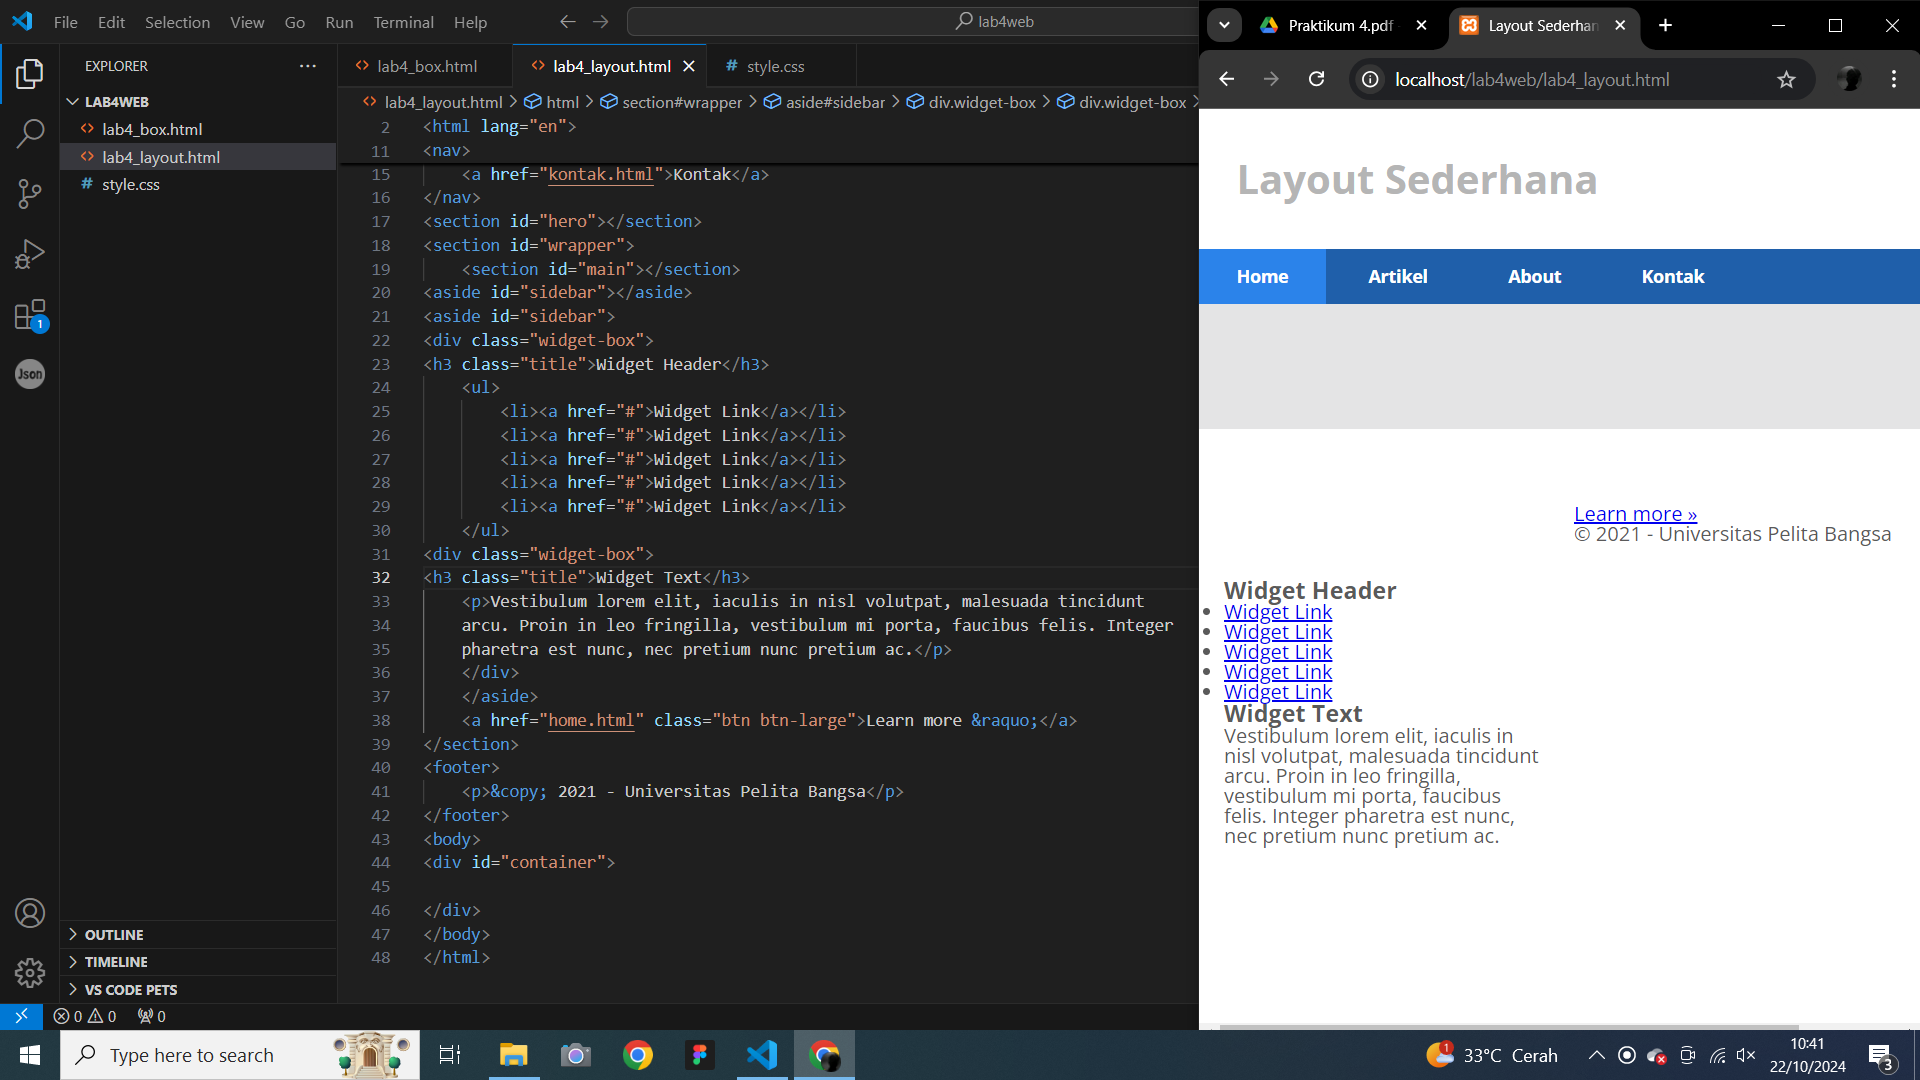 File Edit Selection View Go Run Terminal Help
lab4web
EXPLORER
LAB4WEB
lab4_box.html
lab4_layout.html
style.css
OUTLINE
TIMELINE
VS CODE PETS
Json
1
lab4_box.html
lab4_layout.html
style.css
lab4_layout.html > html > section#wrapper > aside#sidebar > div.widget-box > div.widget-box
2 <html lang="en">
11 <nav>
15 <a href="kontak.html">Kontak</a>
16 </nav>
17 <section id="hero"></section>
18 <section id="wrapper">
19 <section id="main"></section>
20 <aside id="sidebar"></aside>
21 <aside id="sidebar">
22 <div class="widget-box">
23 <h3 class="title">Widget Header</h3>
24 <ul>
25 <li><a href="#">Widget Link</a></li>
26 <li><a href="#">Widget Link</a></li>
27 <li><a href="#">Widget Link</a></li>
28 <li><a href="#">Widget Link</a></li>
29 <li><a href="#">Widget Link</a></li>
30 </ul>
31 <div class="widget-box">
32 <h3 class="title">Widget Text</h3>
33 <p>Vestibulum lorem elit, iaculis in nisl volutpat, malesuada tincidunt
34 arcu. Proin in leo fringilla, vestibulum mi porta, faucibus felis. Integer
35 pharetra est nunc, nec pretium nunc pretium ac.</p>
36 </div>
37 </aside>
38 <a href="home.html" class="btn btn-large">Learn more &raquo;</a>
39 </section>
40 <footer>
41 <p>&copy; 2021 - Universitas Pelita Bangsa</p>
42 </footer>
43 <body>
44 <div id="container">
45
46 </div>
47 </body>
48 </html>
0 0 0
Praktikum 4.pdf
Layout Sederhan
localhost/lab4web/lab4_layout.html
Layout Sederhana
Home Artikel About Kontak
Learn more »
© 2021 - Universitas Pelita Bangsa
Widget Header
Widget Link
Widget Link
Widget Link
Widget Link
Widget Link
Widget Text
Vestibulum lorem elit, iaculis in
nisl volutpat, malesuada tincidunt
arcu. Proin in leo fringilla,
vestibulum mi porta, faucibus
felis. Integer pharetra est nunc,
nec pretium nunc pretium ac.
Type here to search
1
33°C Cerah
10:41
22/10/2024
3